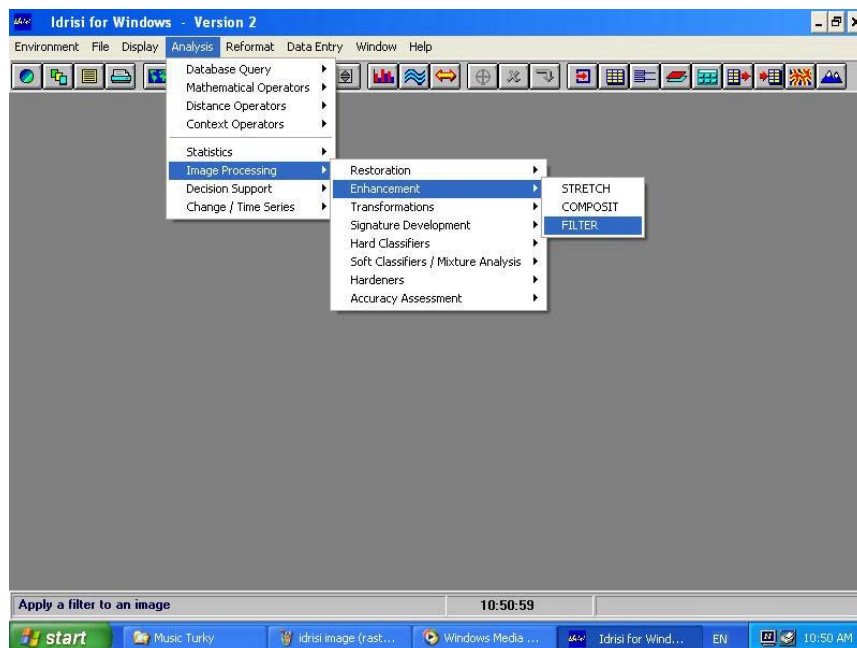 Idrisi for Windows - Version 2
Environment File Display Analysis Reformat Data Entry Window Help
Database Query
Mathematical Operators
Distance Operators
Context Operators
Statistics
Image Processing
Decision Support
Change / Time Series
Restoration
Enhancement
Transformations
Signature Development
Hard Classifiers
Soft Classifiers / Mixture Analysis
Hardeners
Accuracy Assessment
STRETCH
COMPOSIT
FILTER
Apply a filter to an image 10:50:59
start Music Turky idrisi image (rast... Windows Media ... Idrisi for Wind... EN 10:50 AM